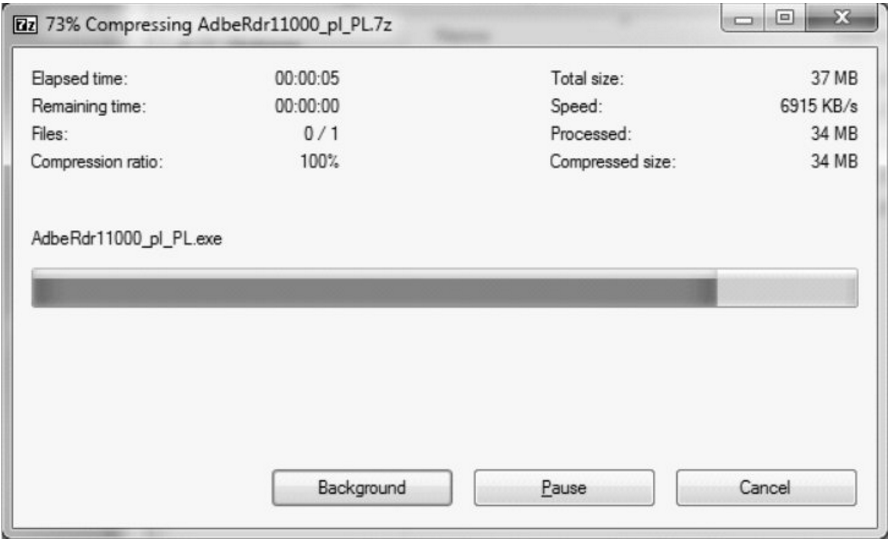 7z 73% Compressing AdbeRdr11000_pl_PL.7z
Elapsed time: 00:00:05 Total size: 37 MB
Remaining time: 00:00:00 Speed: 6915 KB/s
Files: 0 / 1 Processed: 34 MB
Compression ratio: 100% Compressed size: 34 MB
AdbeRdr11000_pl_PL.exe
Background Pause Cancel